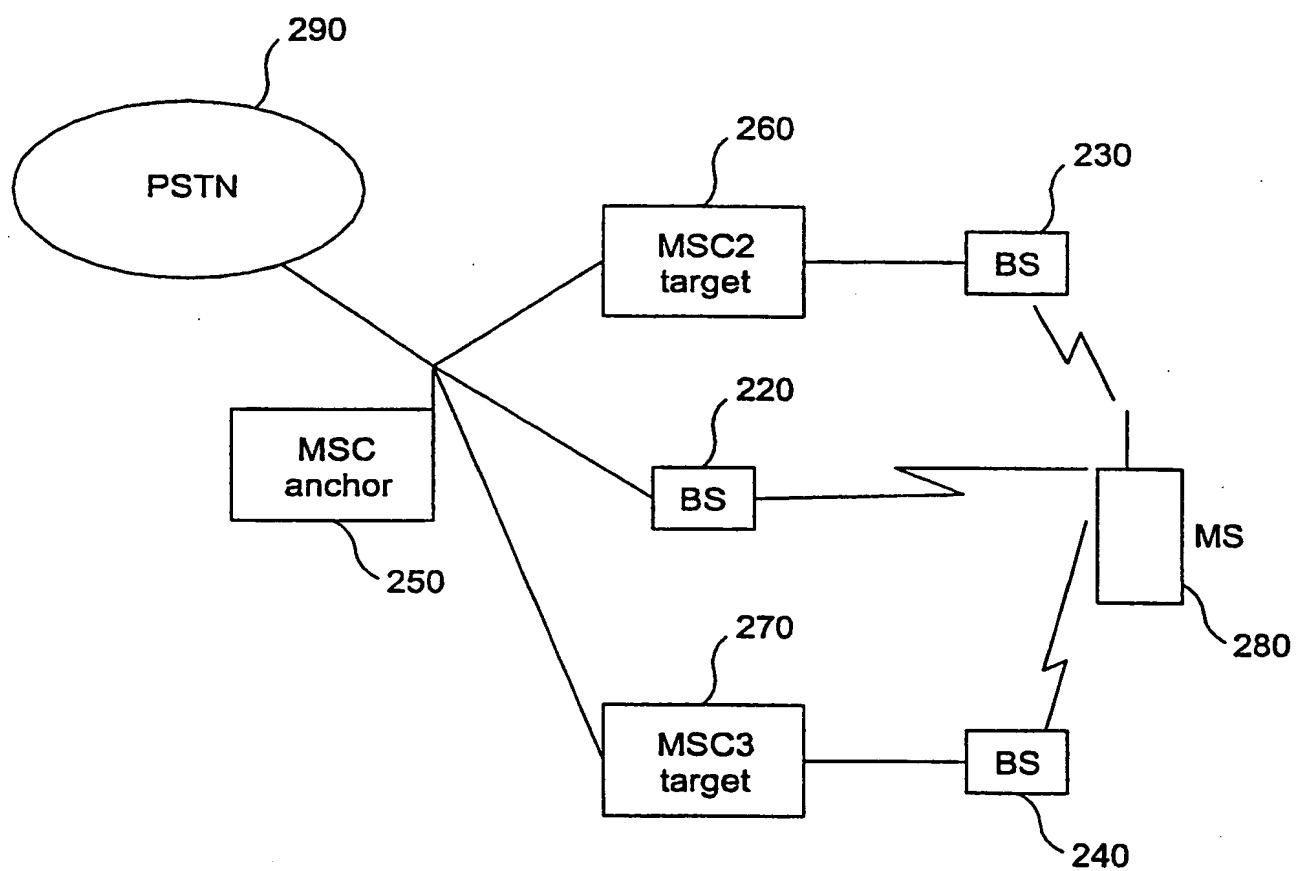 290
PSTN
260
MSC2
target
230
BS
220
BS
MSC
anchor
250
MS
280
270
MSC3
target
BS
240